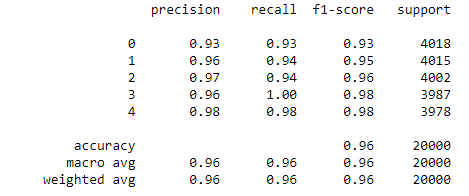 precision recall f1-score support
0 0.93 0.93 0.93 4018
1 0.96 0.94 0.95 4015
2 0.97 0.94 0.96 4002
3 0.96 1.00 0.98 3987
4 0.98 0.98 0.98 3978
accuracy 0.96 20000
macro avg 0.96 0.96 0.96 20000
weighted avg 0.96 0.96 0.96 20000